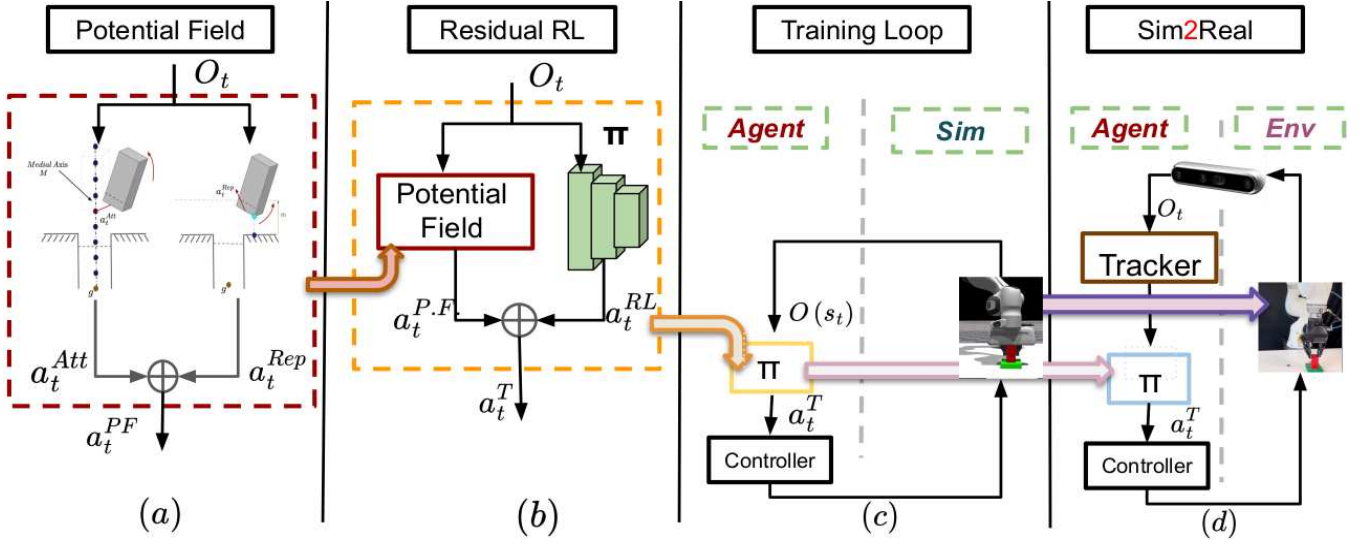 Potential Field
O_t
Medial Axis
M
a_t^{Att}
a_t^{Rep}
g
g
a_t^{Att}
a_t^{Rep}
a_t^{PF}
(a)
Residual RL
O_t
π
Potential
Field
a_t^{P.F.}
a_t^{RL}
a_t^T
(b)
Training Loop
Agent
Sim
O(s_t)
π
a_t^T
Controller
(c)
Sim2Real
Agent
Env
O_t
Tracker
π
a_t^T
Controller
(d)